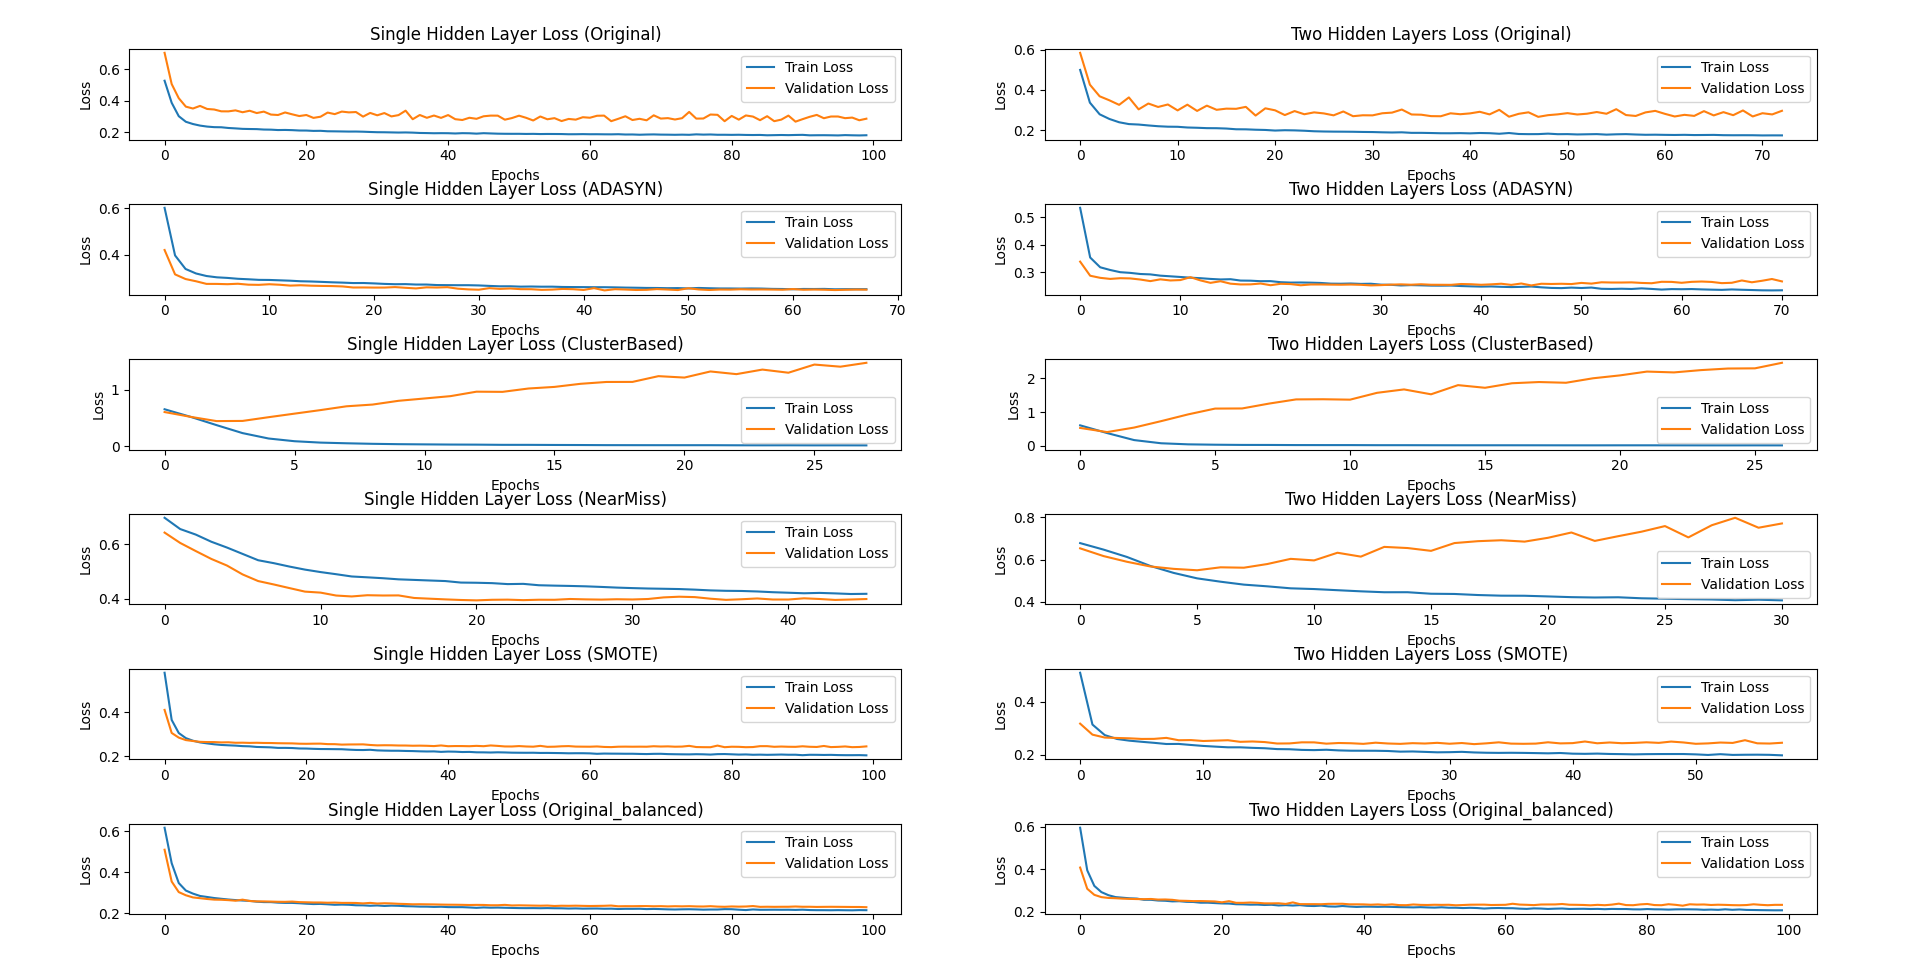 Single Hidden Layer Loss (Original)
Loss
0.6
0.4
0.2
Train Loss
Validation Loss
0 20 40 60 80 100
Epochs
Two Hidden Layers Loss (Original)
Loss
0.6
0.4
0.2
Train Loss
Validation Loss
0 10 20 30 40 50 60 70
Epochs
Single Hidden Layer Loss (ADASYN)
Loss
0.6
0.4
Train Loss
Validation Loss
0 10 20 30 40 50 60 70
Epochs
Two Hidden Layers Loss (ADASYN)
Loss
0.5
0.4
0.3
Train Loss
Validation Loss
0 10 20 30 40 50 60 70
Epochs
Single Hidden Layer Loss (ClusterBased)
Loss
1
0
Train Loss
Validation Loss
0 5 10 15 20 25
Epochs
Two Hidden Layers Loss (ClusterBased)
Loss
2
1
0
Train Loss
Validation Loss
0 5 10 15 20 25
Epochs
Single Hidden Layer Loss (NearMiss)
Loss
0.6
0.4
Train Loss
Validation Loss
0 10 20 30 40
Epochs
Two Hidden Layers Loss (NearMiss)
Loss
0.8
0.6
0.4
Train Loss
Validation Loss
0 5 10 15 20 25 30
Epochs
Single Hidden Layer Loss (SMOTE)
Loss
0.4
0.2
Train Loss
Validation Loss
0 20 40 60 80 100
Epochs
Two Hidden Layers Loss (SMOTE)
Loss
0.4
0.2
Train Loss
Validation Loss
0 10 20 30 40 50
Epochs
Single Hidden Layer Loss (Original_balanced)
Loss
0.6
0.4
0.2
Train Loss
Validation Loss
0 20 40 60 80 100
Epochs
Two Hidden Layers Loss (Original_balanced)
Loss
0.6
0.4
0.2
Train Loss
Validation Loss
0 20 40 60 80 100
Epochs